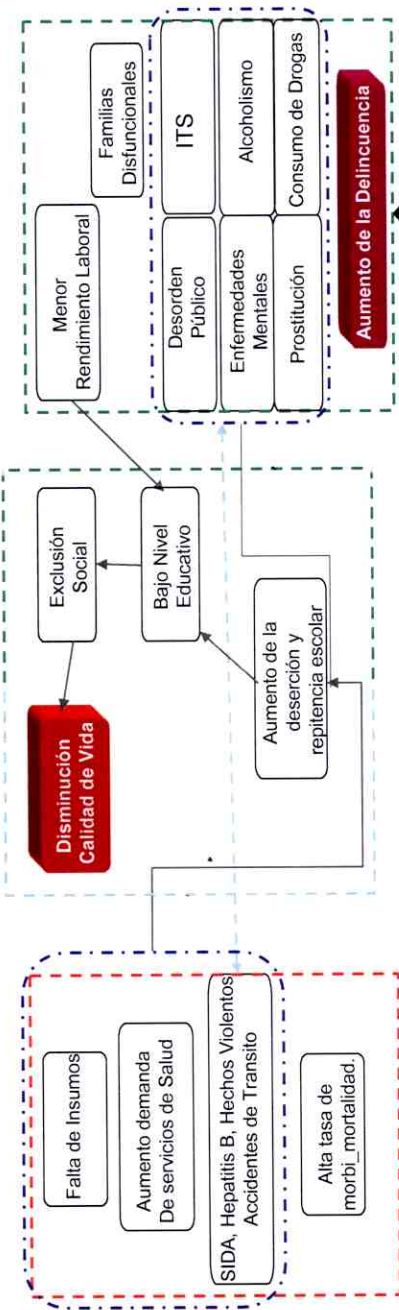 Falta de Insumos
Aumento demanda
De servicios de Salud
SIDA, Hepatitis B, Hechos Violentos
Accidentes de Transito
Alta tasa de
morbi_mortalidad.
Disminución
Calidad de Vida
Exclusión
Social
Bajo Nivel
Educativo
Aumento de la
deserción y
repitencia escolar
Menor
Rendimiento Laboral
Familias
Disfuncionales
Desorden
Público
ITS
Enfermedades
Mentales
Alcoholismo
Prostitución
Consumo de Drogas
Aumento de la Delincuencia